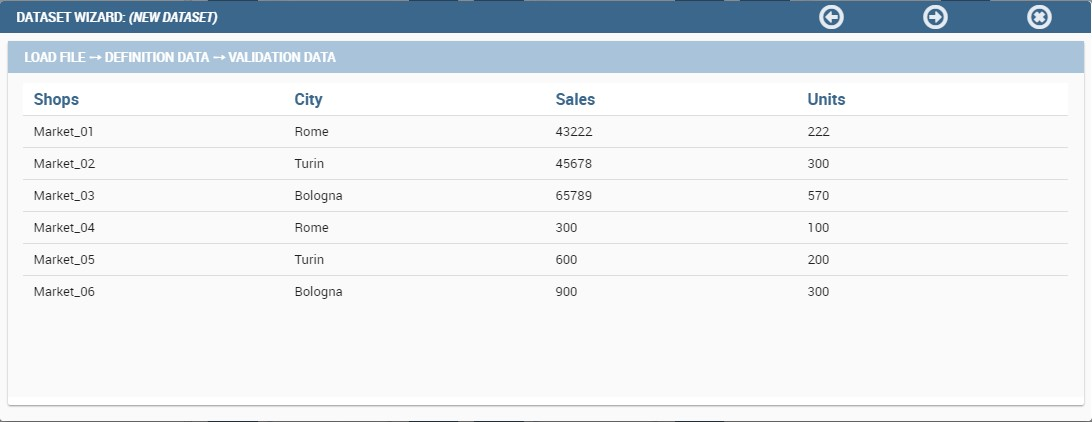 DATASET WIZARD: (NEW DATASET)
LOAD FILE → DEFINITION DATA → VALIDATION DATA
Shops City Sales Units
Market_01 Rome 43222 222
Market_02 Turin 45678 300
Market_03 Bologna 65789 570
Market_04 Rome 300 100
Market_05 Turin 600 200
Market_06 Bologna 900 300